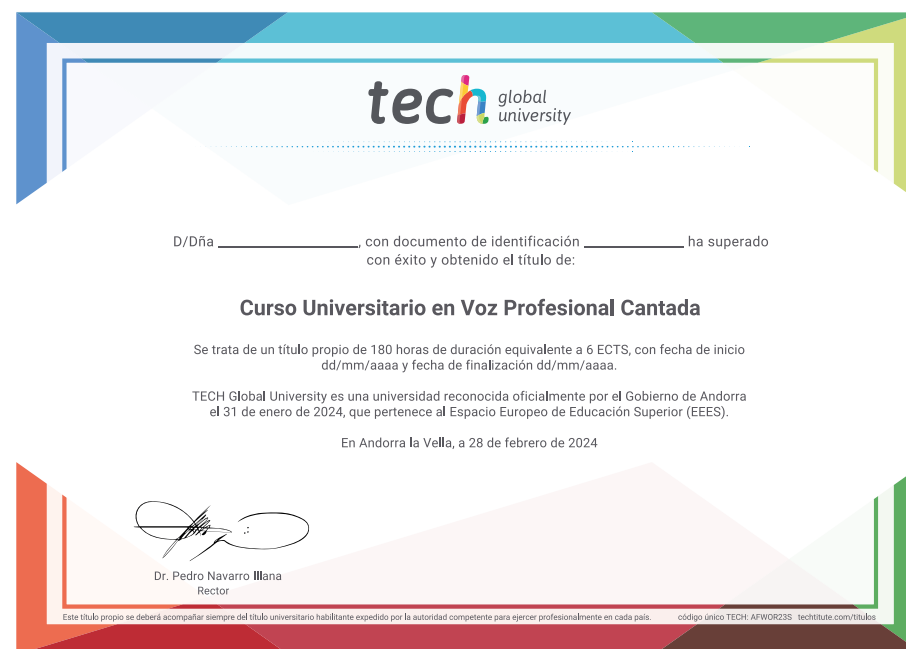 tech global
university
D/Dña ______________, con documento de identificación __________ ha superado
con éxito y obtenido el título de:
Curso Universitario en Voz Profesional Cantada
Se trata de un título propio de 180 horas de duración equivalente a 6 ECTS, con fecha de inicio
dd/mm/aaaa y fecha de finalización dd/mm/aaaa.
TECH Global University es una universidad reconocida oficialmente por el Gobierno de Andorra
el 31 de enero de 2024, que pertenece al Espacio Europeo de Educación Superior (EEES).
En Andorra la Vella, a 28 de febrero de 2024
Dr. Pedro Navarro Illana
Rector
Este título propio se deberá acompañar siempre del título universitario habilitante expedido por la autoridad competente para ejercer profesionalmente en cada país. código único TECH: AFWOR23S techtitute.com/titulos